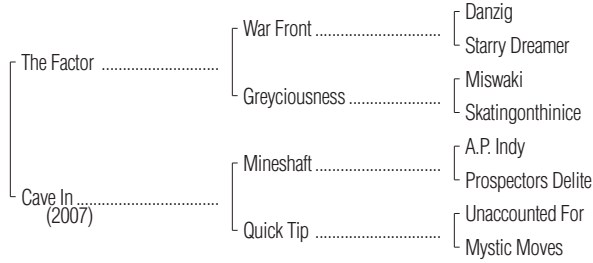 Danzig
War Front
Starry Dreamer
The Factor
Miswaki
Greyciousness
Skatingonthinice
A.P. Indy
Mineshaft
Prospectors Delite
Cave In
(2007)
Unaccounted For
Quick Tip
Mystic Moves